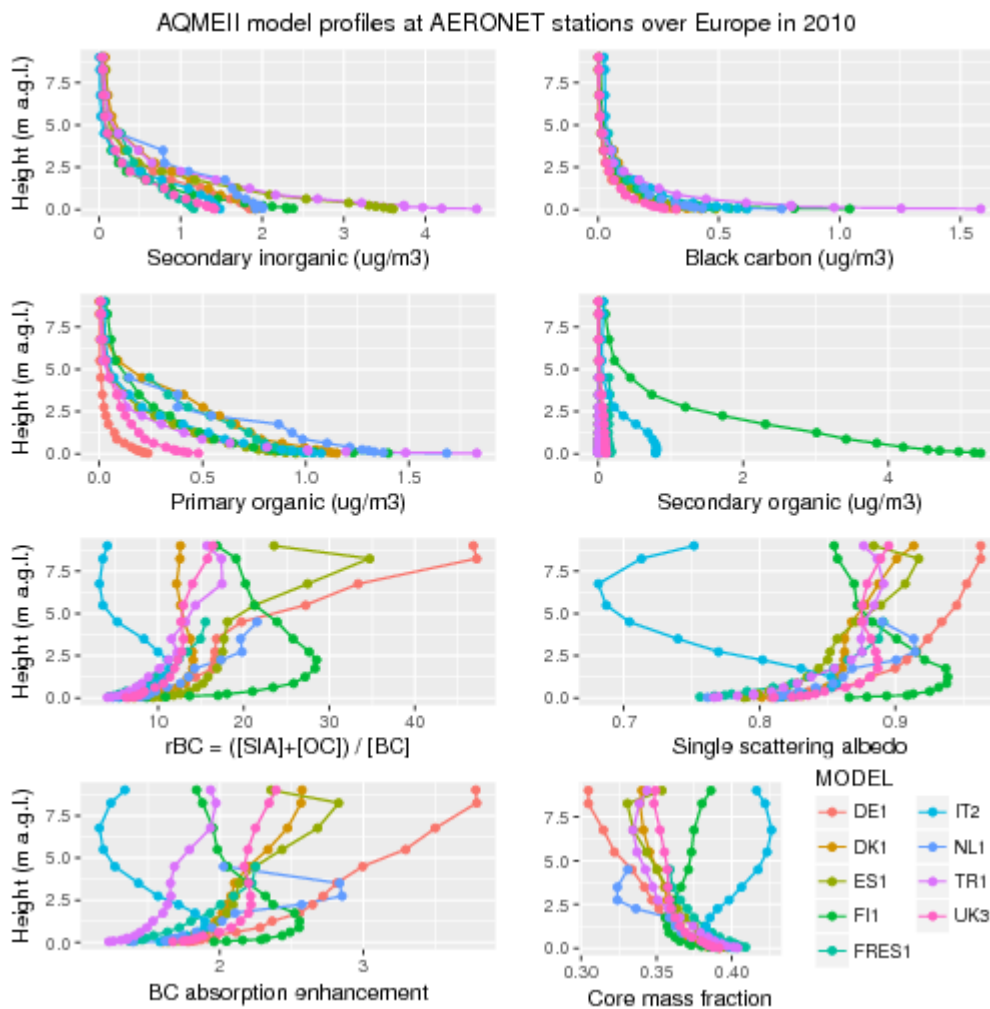 AQMEII model profiles at AERONET stations over Europe in 2010
Height (m a.g.l.)
7.5
5.0
2.5
0.0
0
1
2
3
4
Secondary inorganic (ug/m3)
Height (m a.g.l.)
7.5
5.0
2.5
0.0
0.0
0.5
1.0
1.5
Black carbon (ug/m3)
Height (m a.g.l.)
7.5
5.0
2.5
0.0
0.0
0.5
1.0
1.5
Primary organic (ug/m3)
Height (m a.g.l.)
7.5
5.0
2.5
0.0
0
2
4
Secondary organic (ug/m3)
Height (m a.g.l.)
7.5
5.0
2.5
0.0
10
20
30
40
rBC = ([SIA]+[OC]) / [BC]
Height (m a.g.l.)
7.5
5.0
2.5
0.0
0.7
0.8
0.9
Single scattering albedo
Height (m a.g.l.)
7.5
5.0
2.5
0.0
2
3
BC absorption enhancement
Height (m a.g.l.)
7.5
5.0
2.5
0.0
0.30
0.35
0.40
Core mass fraction
MODEL
DE1
DK1
ES1
FI1
FRES1
IT2
NL1
TR1
UK3